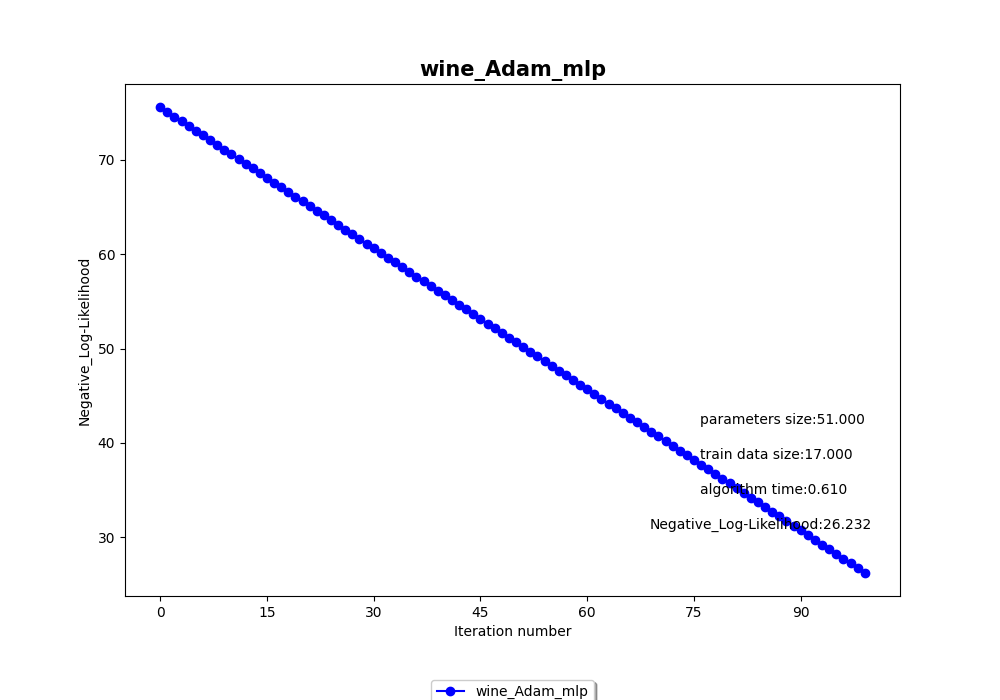 wine_Adam_mlp
70
60
50
40
30
Negative_Log-Likelihood
parameters size:51.000
train data size:17.000
algorithm time:0.610
Negative_Log-Likelihood:26.232
0 15 30 45 60 75 90
Iteration number
wine_Adam_mlp